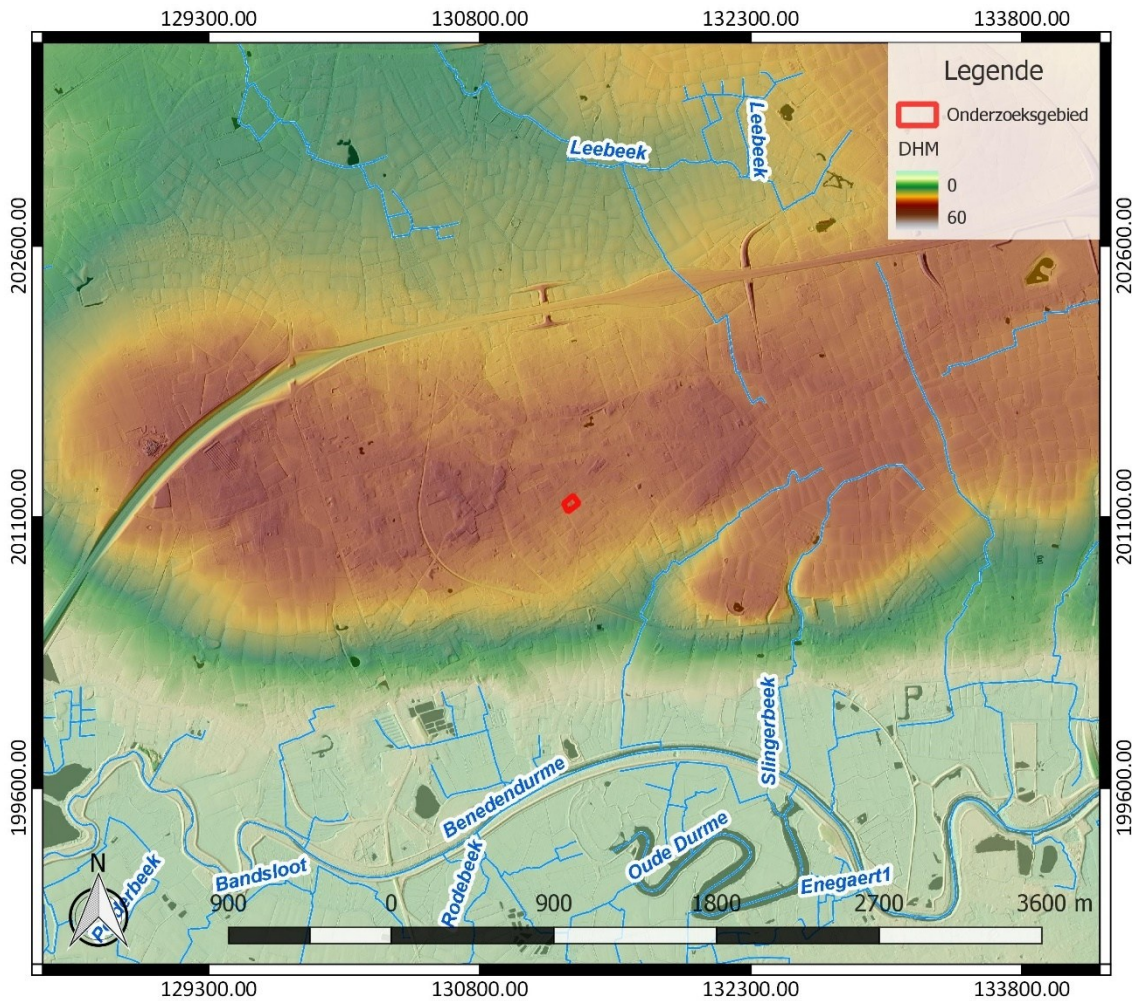 129300.00 130800.00 132300.00 133800.00
Legende
Onderzoeksgebied
DHM
0
60
Leebeek
Leebeek
202600.00 202600.00
201100.00 201100.00
199600.00 199600.00
Slingerbeek
Benedendurme
Oude Durme
Bandsloot
Rodebeek
Enegaert1
N
900 0 900 1800 2700 3600 m
129300.00 130800.00 132300.00 133800.00